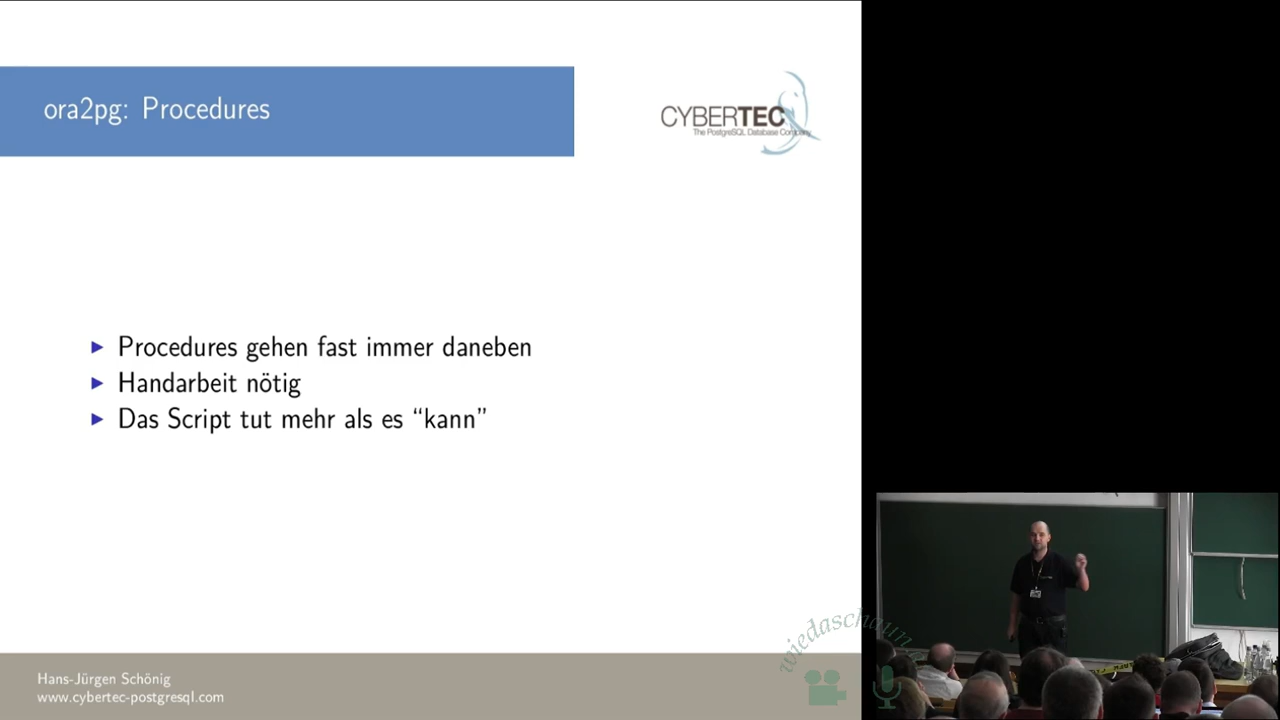 ora2pg: Procedures
CYBERTEC
The PostgreSQL Database Company
Procedures gehen fast immer daneben
Handarbeit nötig
Das Script tut mehr als es “kann”
Hans-Jürgen Schönig
www.cybertec-postgresql.com
wiedaschaun